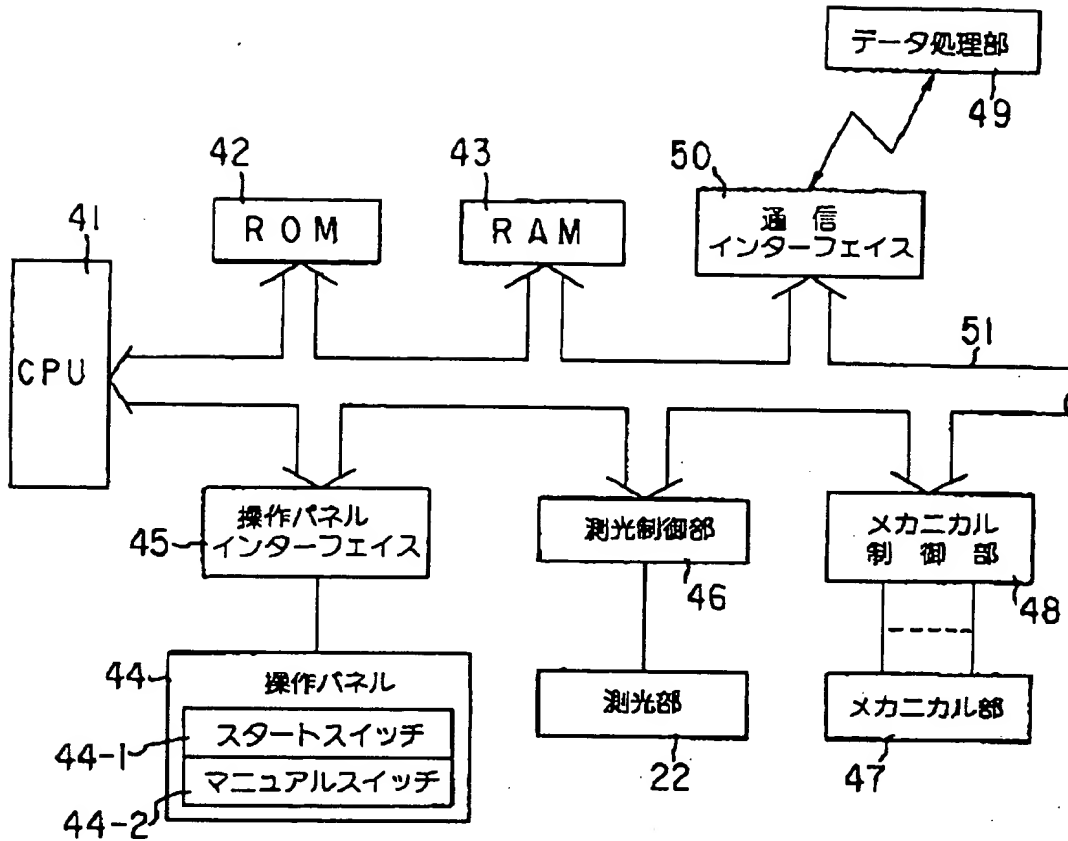 データ処理部
49
42
43
50
ROM
RAM
通信
インターフェイス
41
CPU
51
操作パネル
インターフェイス
45
測光制御部
46
メカニカル
制御部
48
44
操作パネル
スタートスイッチ
44-1
マニュアルスイッチ
44-2
測光部
22
メカニカル部
47